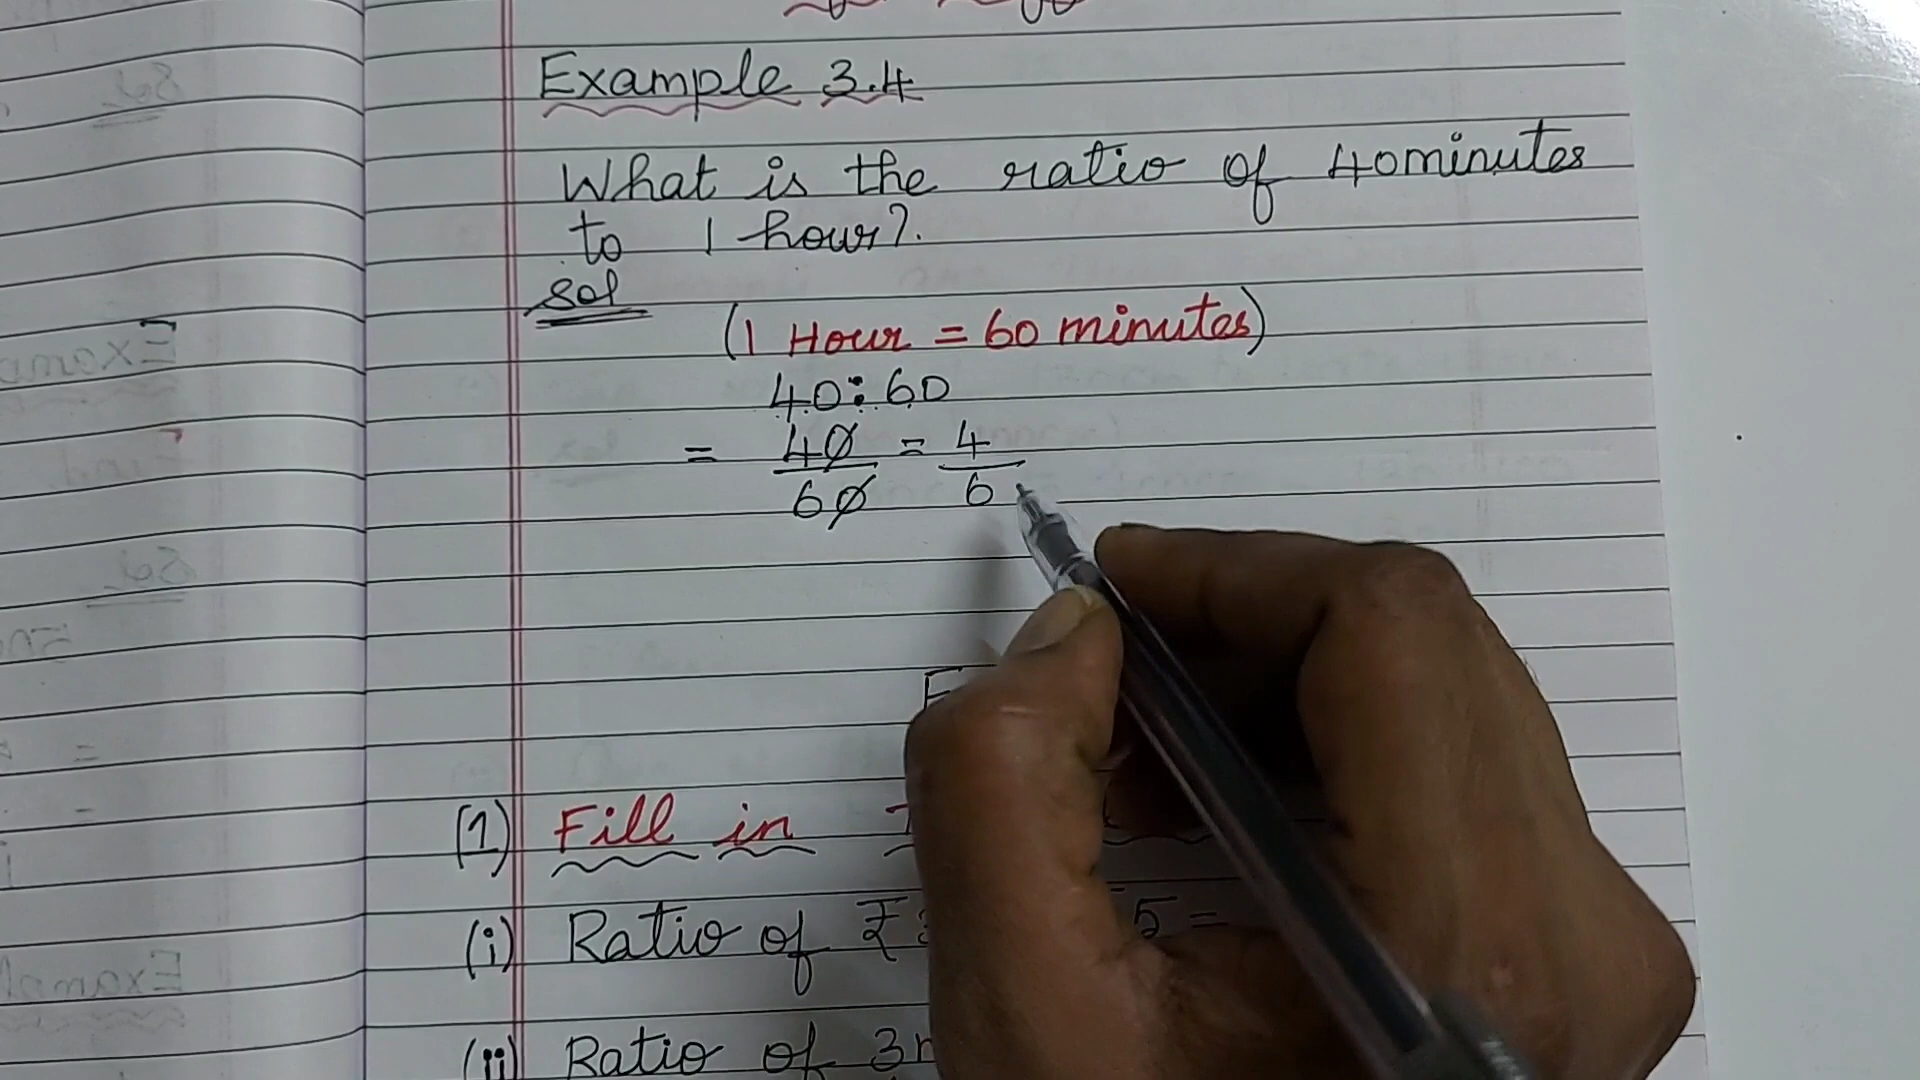 Example 3.4
What is the ratio of 40minutes
to 1 hour?.
Sol
(1 Hour = 60 minutes)
40:60
= 40/60 = 4/6
(1) Fill in
(i) Ratio of ₹ 5 =
(ii) Ratio of 3